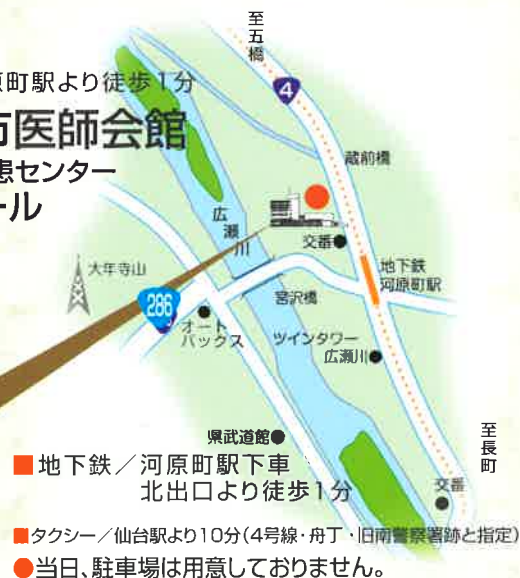 至五橋
原町駅より徒歩1分
4
市医師会館
蔵前橋
患センター
ール
広瀬川
交番
大年寺山
地下鉄
河原町駅
286
宮沢橋
オート
バックス
ツインタワー
広瀬川
県武道館
至長町
■地下鉄／河原町駅下車
北出口より徒歩1分
交番
■タクシー／仙台駅より10分(4号線・舟丁・旧南警察署跡と指定)
●当日、駐車場は用意しておりません。